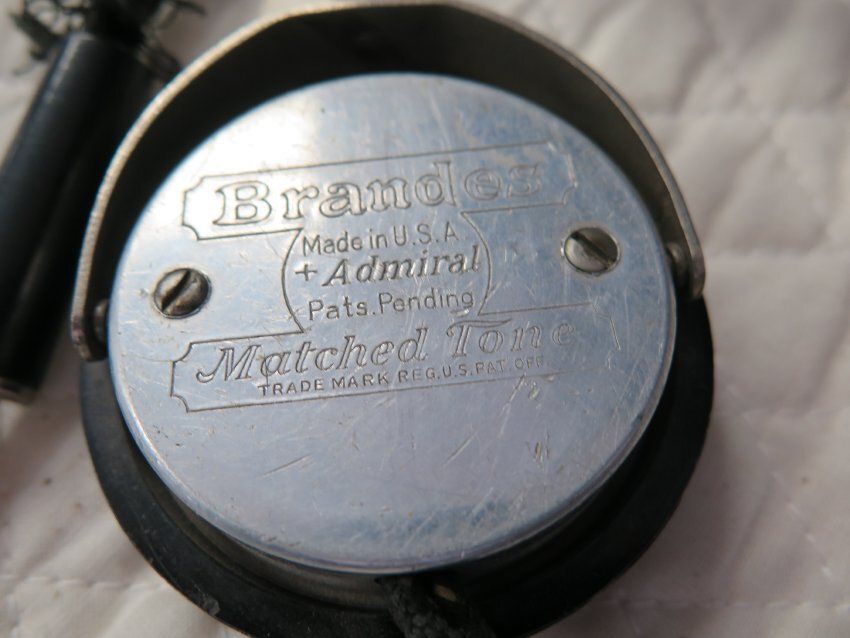 Brandes
Made in U.S.A.
+ Admiral
Pats. Pending
Matched Tone
TRADE MARK REG. U.S. PAT. OFF.